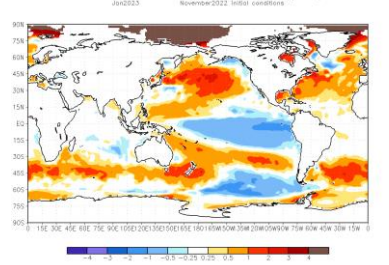 Jan2023 November2022 initial conditions
90N
75N
60N
45N
30N
15N
EQ
15S
30S
45S
60S
75S
90S
0 15E 30E 45E 60E 75E 90E 105E 120E 135E 150E 165E 180 165W 150W 135W 120W 105W 90W 75W 60W 45W 30W 15W 0
-4 -3 -2 -1 -0.5 -0.25 0.25 0.5 1 2 3 4